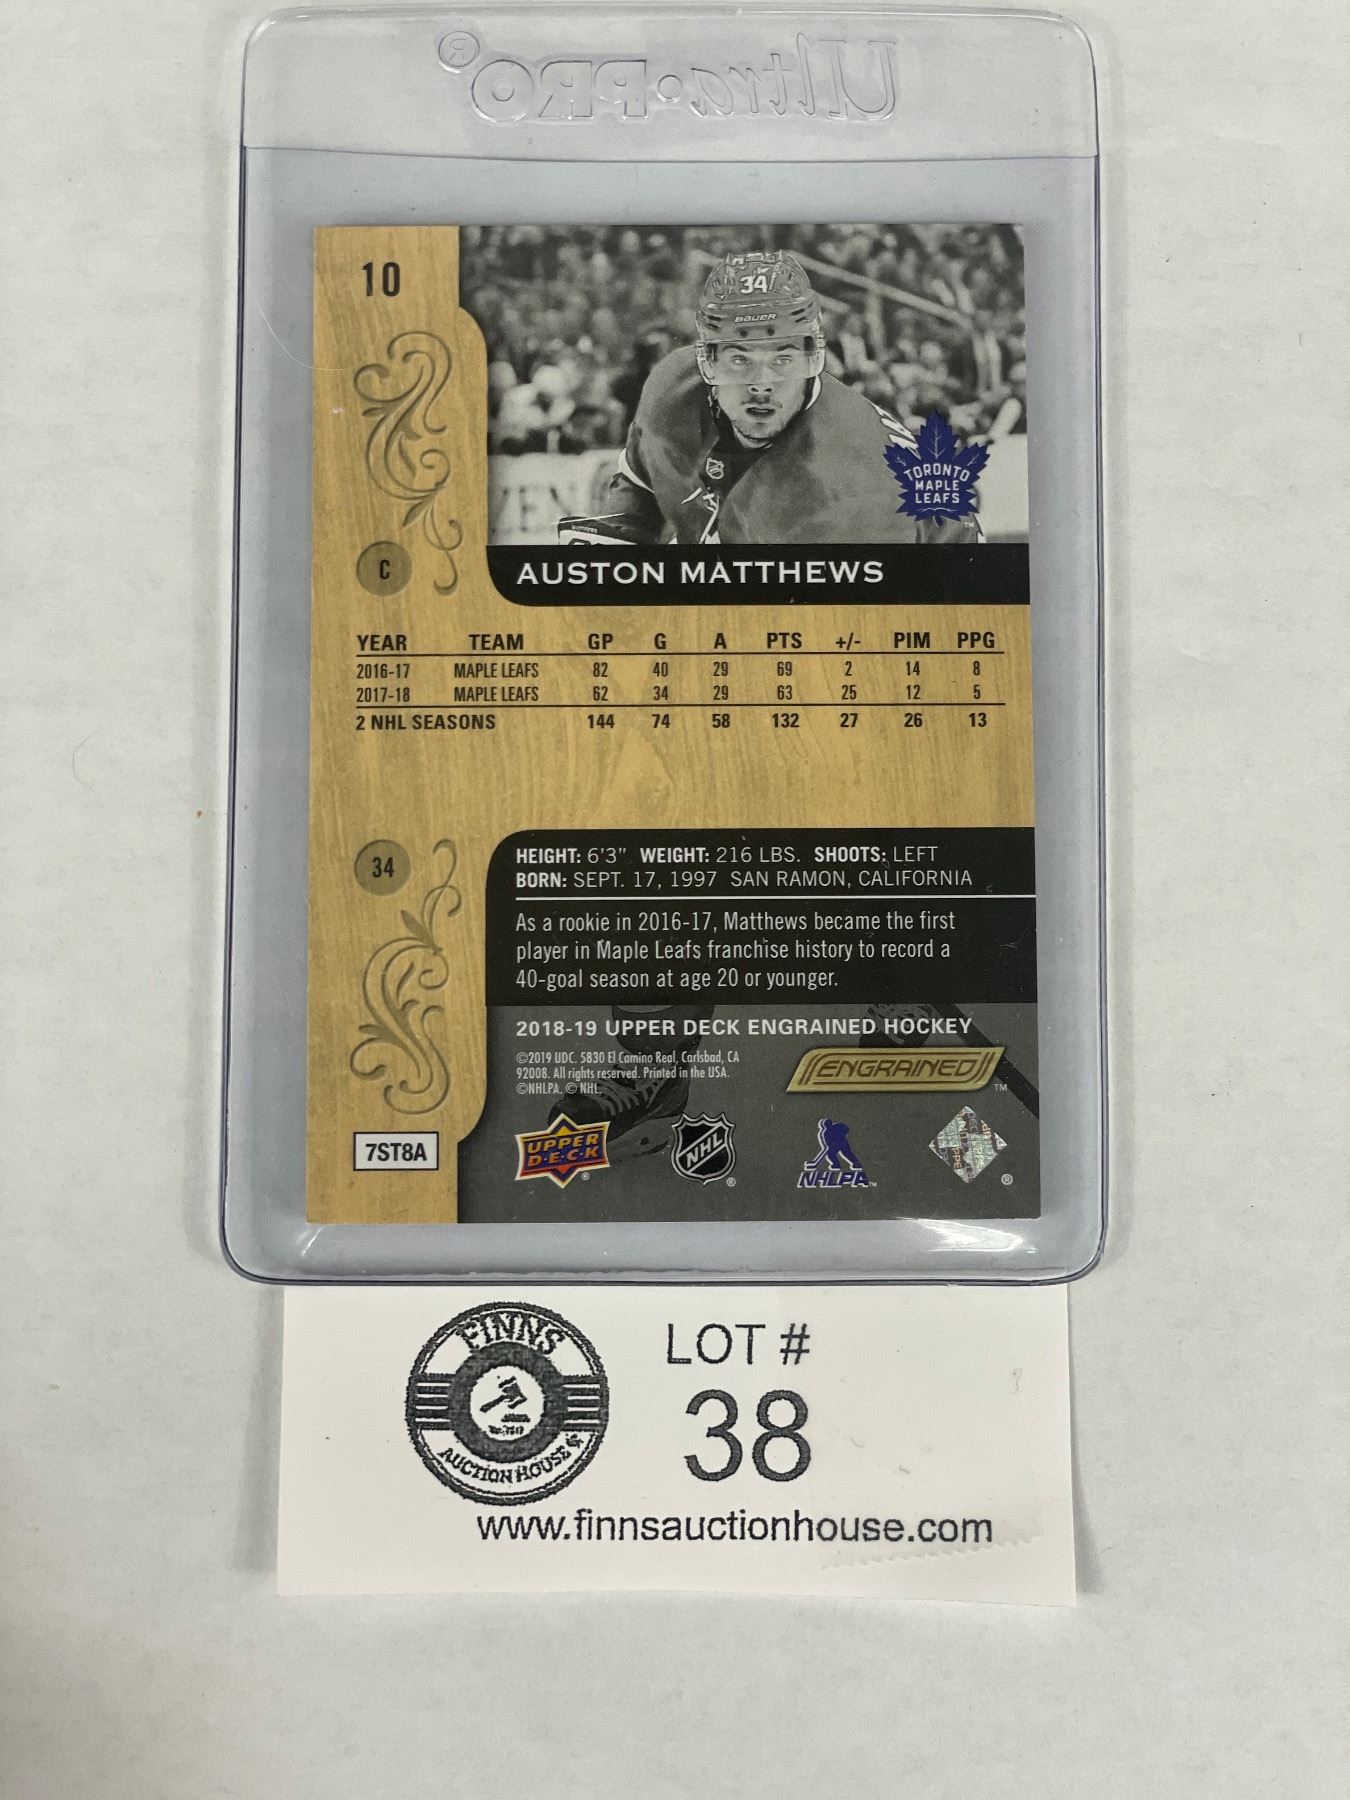 Ultra•PRO®
10
34
BAUER
TORONTO
MAPLE
LEAFS
™
C
AUSTON MATTHEWS
YEAR TEAM GP G A PTS +/- PIM PPG
2016-17 MAPLE LEAFS 82 40 29 69 2 14 8
2017-18 MAPLE LEAFS 62 34 29 63 25 12 5
2 NHL SEASONS 144 74 58 132 27 26 13
34
HEIGHT: 6'3" WEIGHT: 216 LBS. SHOOTS: LEFT
BORN: SEPT. 17, 1997 SAN RAMON, CALIFORNIA
As a rookie in 2016-17, Matthews became the first
player in Maple Leafs franchise history to record a
40-goal season at age 20 or younger.
2018-19 UPPER DECK ENGRAINED HOCKEY
©2019 UDC. 5830 El Camino Real, Carlsbad, CA
92008. All rights reserved. Printed in the USA.
©NHLPA. © NHL.
ENGRAINED™
7ST8A
UPPER
D•E•C•K®
NHL®
NHLPA™
®
FINNS
AUCTION HOUSE
LOT #
38
www.finnsauctionhouse.com